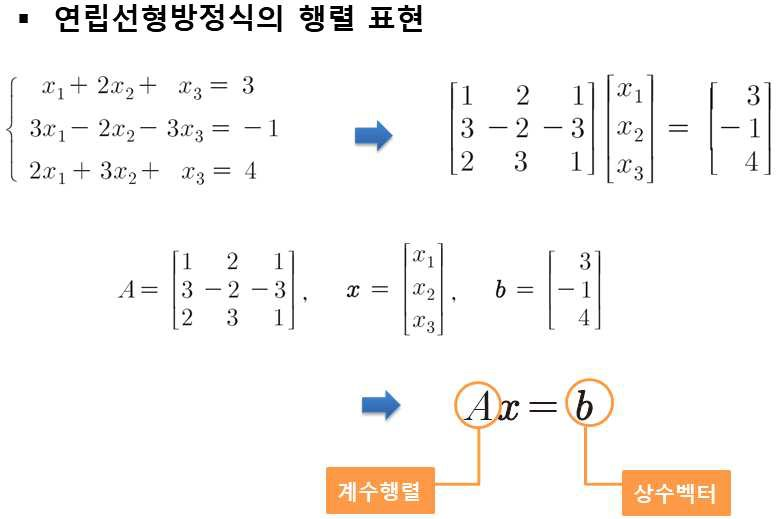 ▪ 연립선형방정식의 행렬 표현
x₁ + 2x₂ + x₃ = 3
3x₁ − 2x₂ − 3x₃ = −1
2x₁ + 3x₂ + x₃ = 4
[1 2 1] [x₁] = [3]
[3 −2 −3] [x₂] [−1]
[2 3 1] [x₃] [4]
A = [1 2 1; 3 −2 −3; 2 3 1], x = [x₁; x₂; x₃], b = [3; −1; 4]
Ax = b
계수행렬 상수벡터